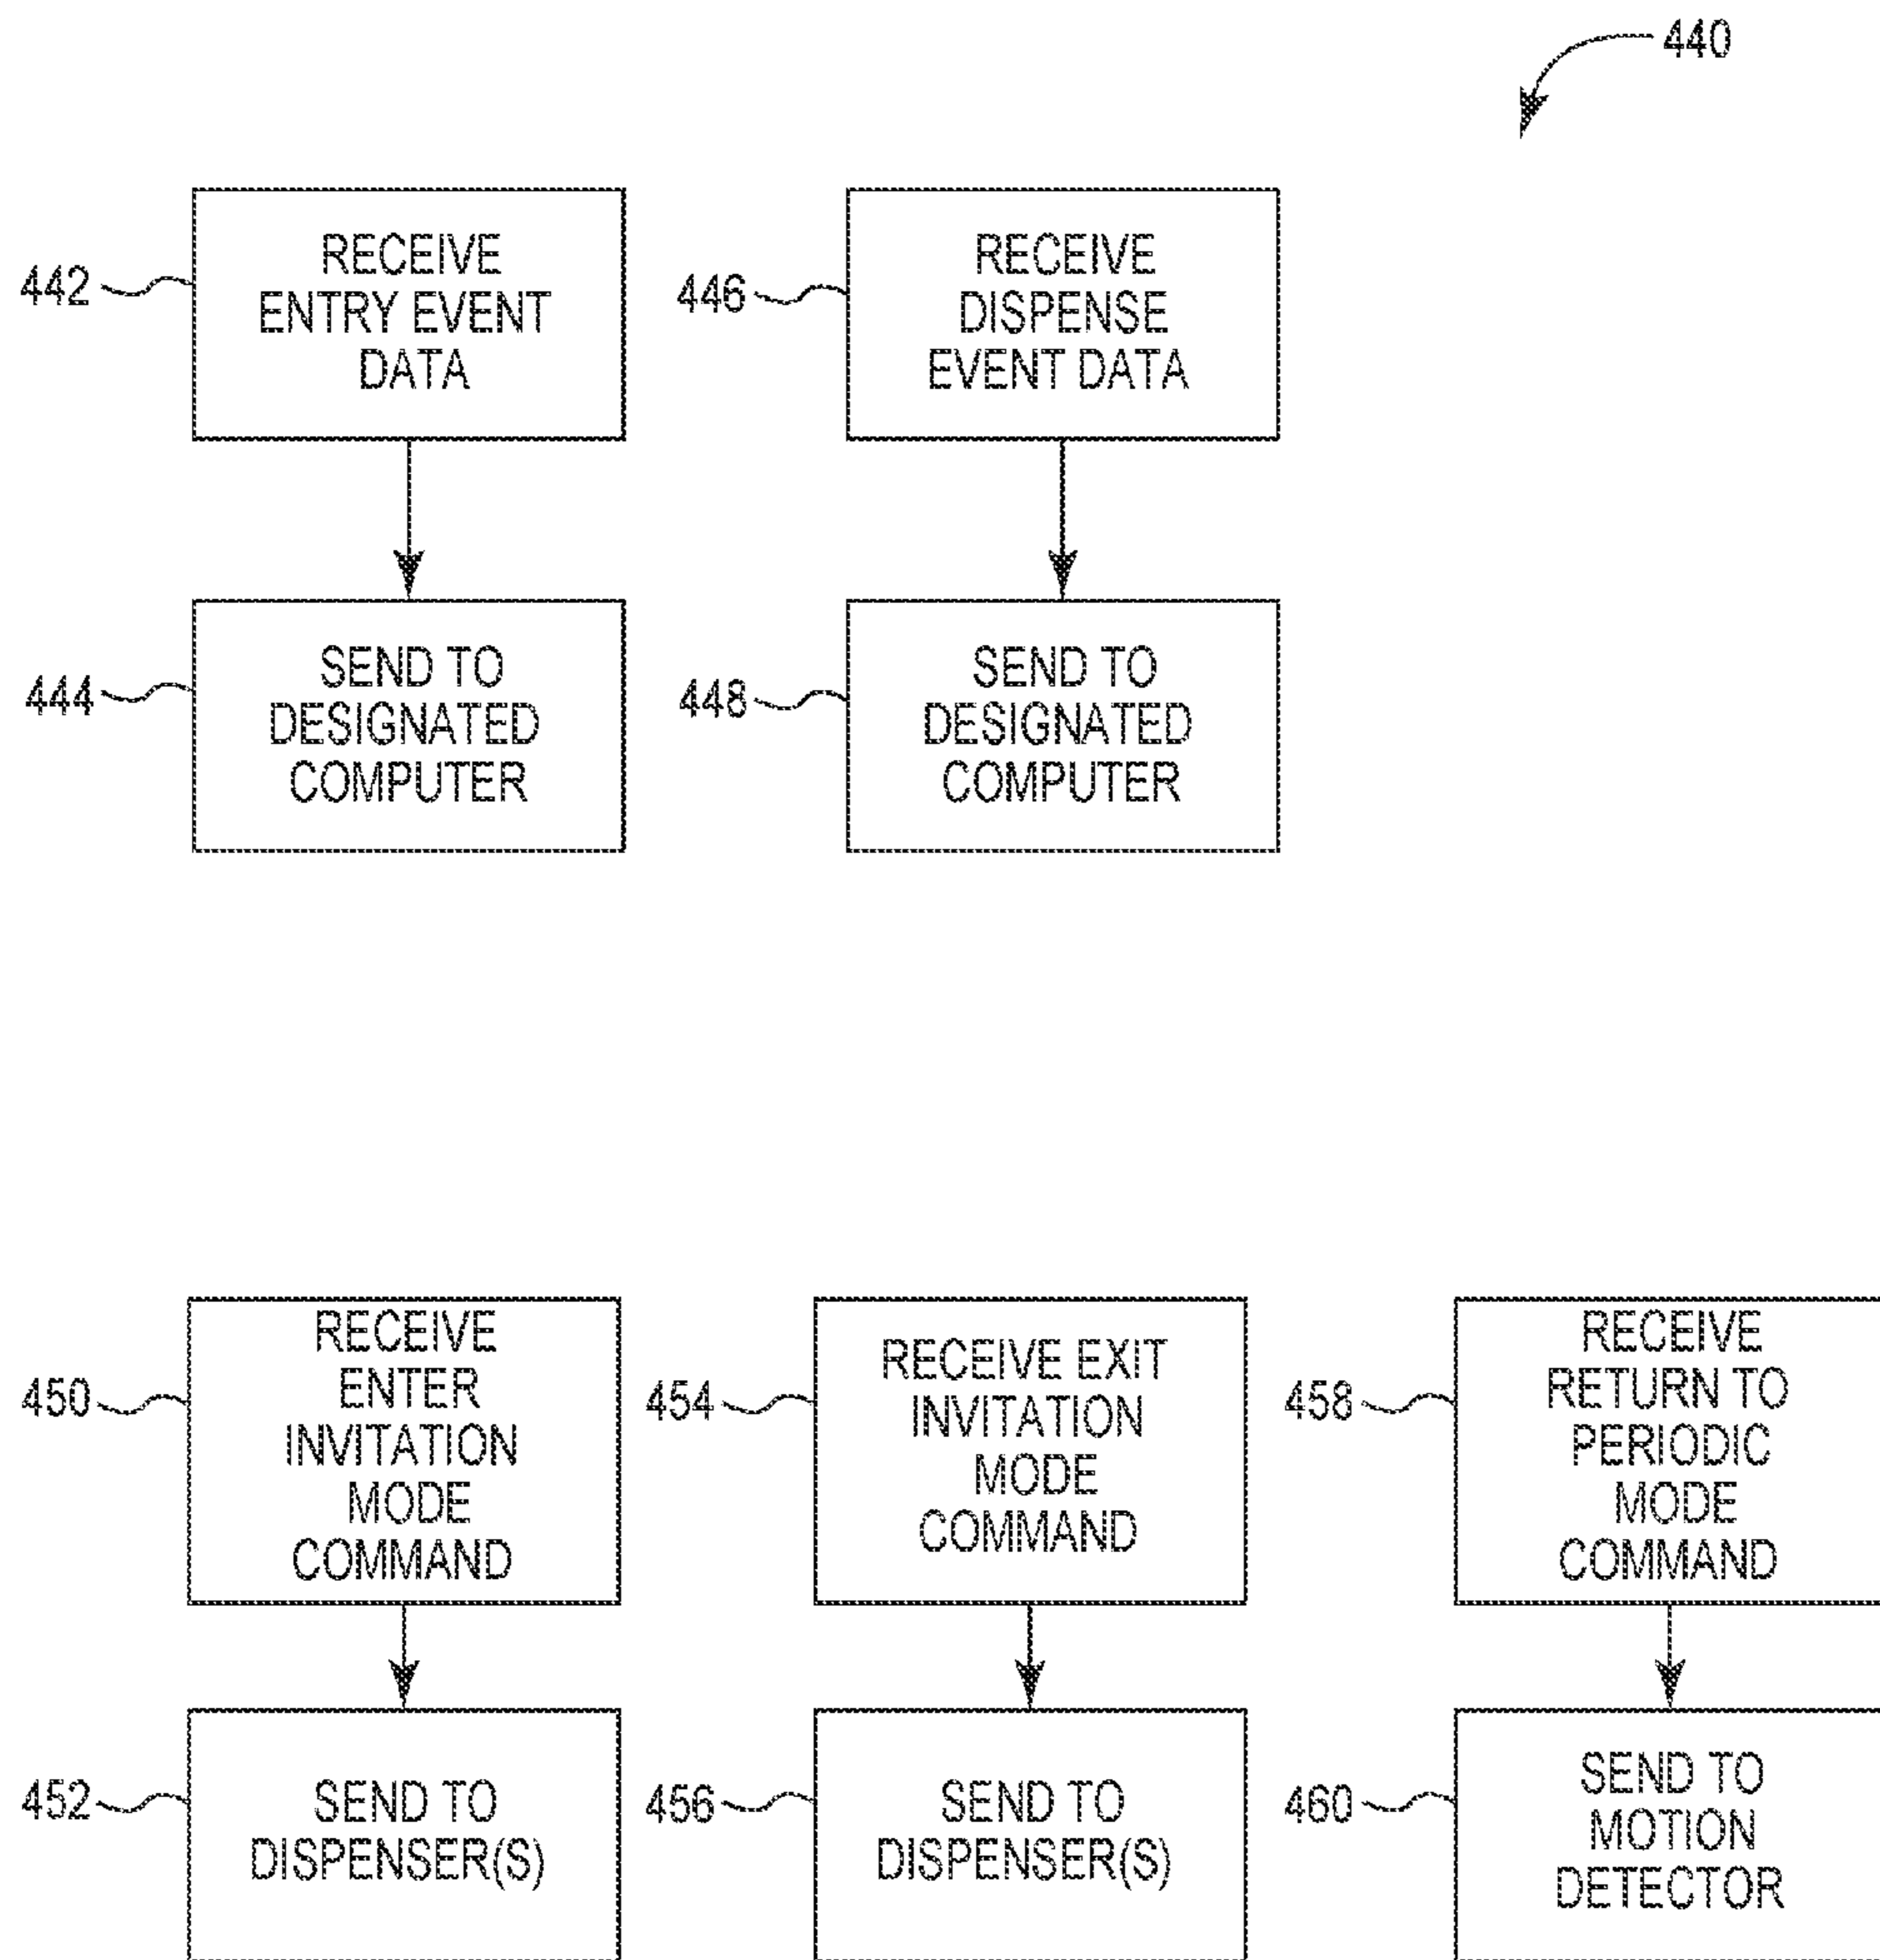 440
442
RECEIVE
ENTRY EVENT
DATA
446
RECEIVE
DISPENSE
EVENT DATA
444
SEND TO
DESIGNATED
COMPUTER
448
SEND TO
DESIGNATED
COMPUTER
450
RECEIVE
ENTER
INVITATION
MODE
COMMAND
454
RECEIVE EXIT
INVITATION
MODE
COMMAND
458
RECEIVE
RETURN TO
PERIODIC
MODE
COMMAND
452
SEND TO
DISPENSER(S)
456
SEND TO
DISPENSER(S)
460
SEND TO
MOTION
DETECTOR